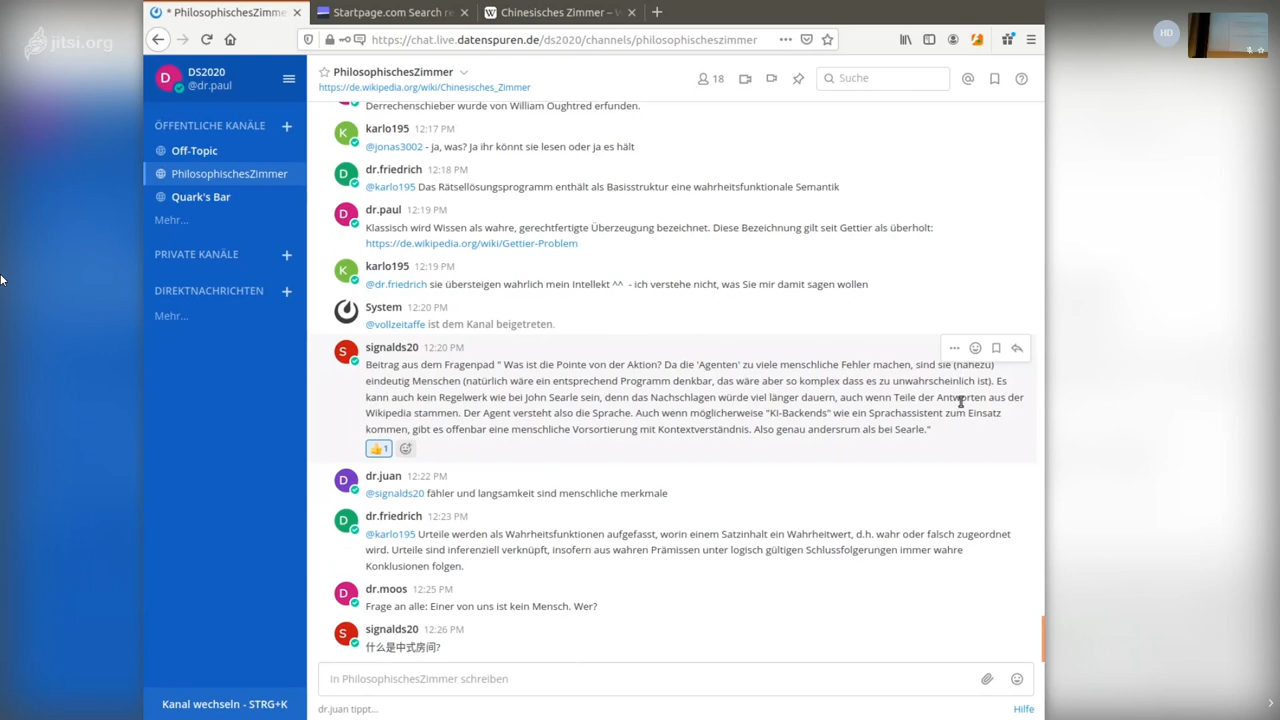 jitsi.org
* PhilosophischesZimme
Startpage.com Search re
Chinesisches Zimmer –
https://chat.live.datenspuren.de/ds2020/channels/philosophischeszimmer
HD
DS2020
@dr.paul
ÖFFENTLICHE KANÄLE
Off-Topic
PhilosophischesZimmer
Quark's Bar
Mehr...
PRIVATE KANÄLE
DIREKTNACHRICHTEN
Mehr...
Kanal wechseln - STRG+K
PhilosophischesZimmer
https://de.wikipedia.org/wiki/Chinesisches_Zimmer
18
Suche
Derrechenschieber wurde von William Oughtred erfunden.
karlo195 12:17 PM
@jonas3002 - ja, was? Ja ihr könnt sie lesen oder ja es hält
dr.friedrich 12:18 PM
@karlo195 Das Rätsellösungsprogramm enthält als Basisstruktur eine wahrheitsfunktionale Semantik
dr.paul 12:19 PM
Klassisch wird Wissen als wahre, gerechtfertigte Überzeugung bezeichnet. Diese Bezeichnung gilt seit Gettier als überholt:
https://de.wikipedia.org/wiki/Gettier-Problem
karlo195 12:19 PM
@dr.friedrich sie übersteigen wahrlich mein Intellekt ^^ - ich verstehe nicht, was Sie mir damit sagen wollen
System 12:20 PM
@vollzeitaffe ist dem Kanal beigetreten.
signalds20 12:20 PM
Beitrag aus dem Fragenpad " Was ist die Pointe von der Aktion? Da die 'Agenten' zu viele menschliche Fehler machen, sind sie (nahezu)
eindeutig Menschen (natürlich wäre ein entsprechend Programm denkbar, das wäre aber so komplex dass es zu unwahrscheinlich ist). Es
kann auch kein Regelwerk wie bei John Searle sein, denn das Nachschlagen würde viel länger dauern, auch wenn Teile der Antworten aus der
Wikipedia stammen. Der Agent versteht also die Sprache. Auch wenn möglicherweise "KI-Backends" wie ein Sprachassistent zum Einsatz
kommen, gibt es offenbar eine menschliche Vorsortierung mit Kontextverständnis. Also genau andersrum als bei Searle."
1
dr.juan 12:22 PM
@signalds20 fähler und langsamkeit sind menschliche merkmale
dr.friedrich 12:23 PM
@karlo195 Urteile werden als Wahrheitsfunktionen aufgefasst, worin einem Satzinhalt ein Wahrheitwert, d.h. wahr oder falsch zugeordnet
wird. Urteile sind inferenziell verknüpft, insofern aus wahren Prämissen unter logisch gültigen Schlussfolgerungen immer wahre
Konklusionen folgen.
dr.moos 12:25 PM
Frage an alle: Einer von uns ist kein Mensch. Wer?
signalds20 12:26 PM
什么是中式房间?
In PhilosophischesZimmer schreiben
dr.juan tippt...
Hilfe